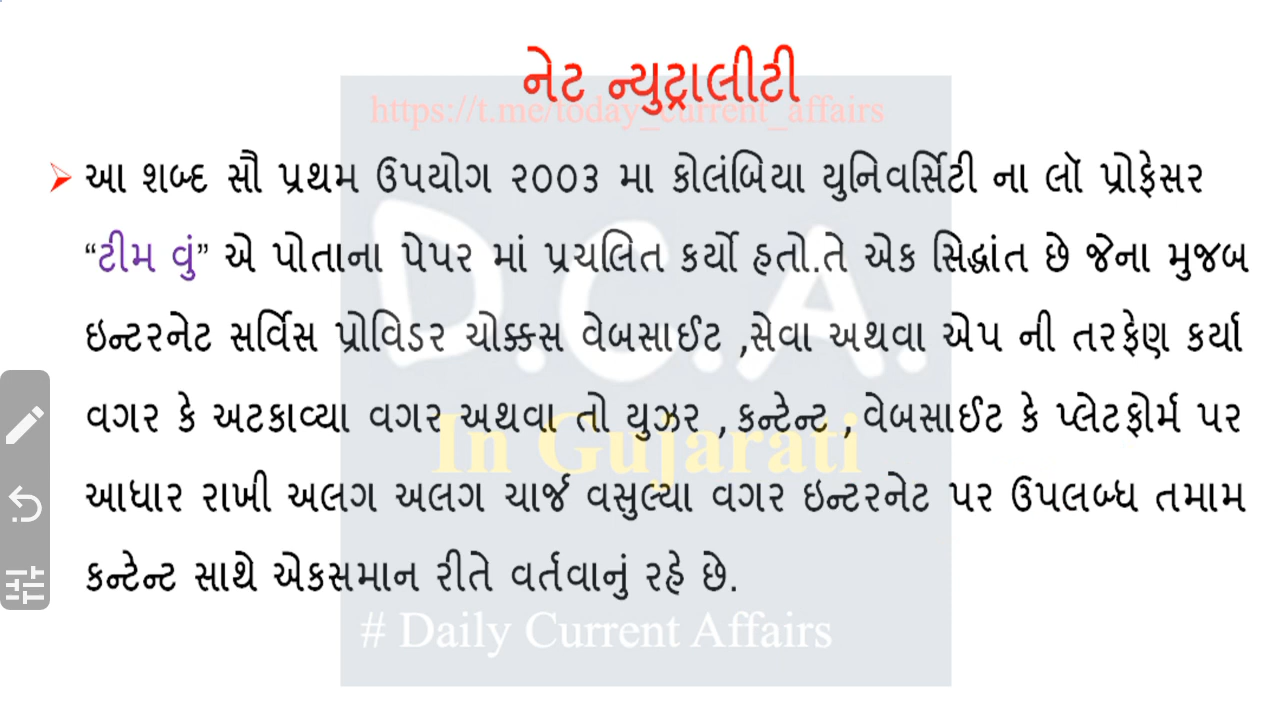 નેટ ન્યુટ્રાલીટી
https://t.me/today_current_affairs
આ શબ્દ સૌ પ્રથમ ઉપયોગ ૨૦૦૩ મા કોલંબિયા યુનિવર્સિટી ના લૉ પ્રોફેસર
“ટીમ વું” એ પોતાના પેપર માં પ્રચલિત કર્યો હતો.તે એક સિદ્ધાંત છે જેના મુજબ
ઇન્ટરનેટ સર્વિસ પ્રોવિડર ચોક્કસ વેબસાઈટ ,સેવા અથવા એપ ની તરફેણ કર્યા
વગર કે અટકાવ્યા વગર અથવા તો યુઝર , કન્ટેન્ટ , વેબસાઈટ કે પ્લેટફોર્મ પર
આધાર રાખી અલગ અલગ ચાર્જ વસુલ્યા વગર ઇન્ટરનેટ પર ઉપલબ્ધ તમામ
કન્ટેન્ટ સાથે એકસમાન રીતે વર્તવાનું રહે છે.
D.C.A.
In Gujarati
# Daily Current Affairs